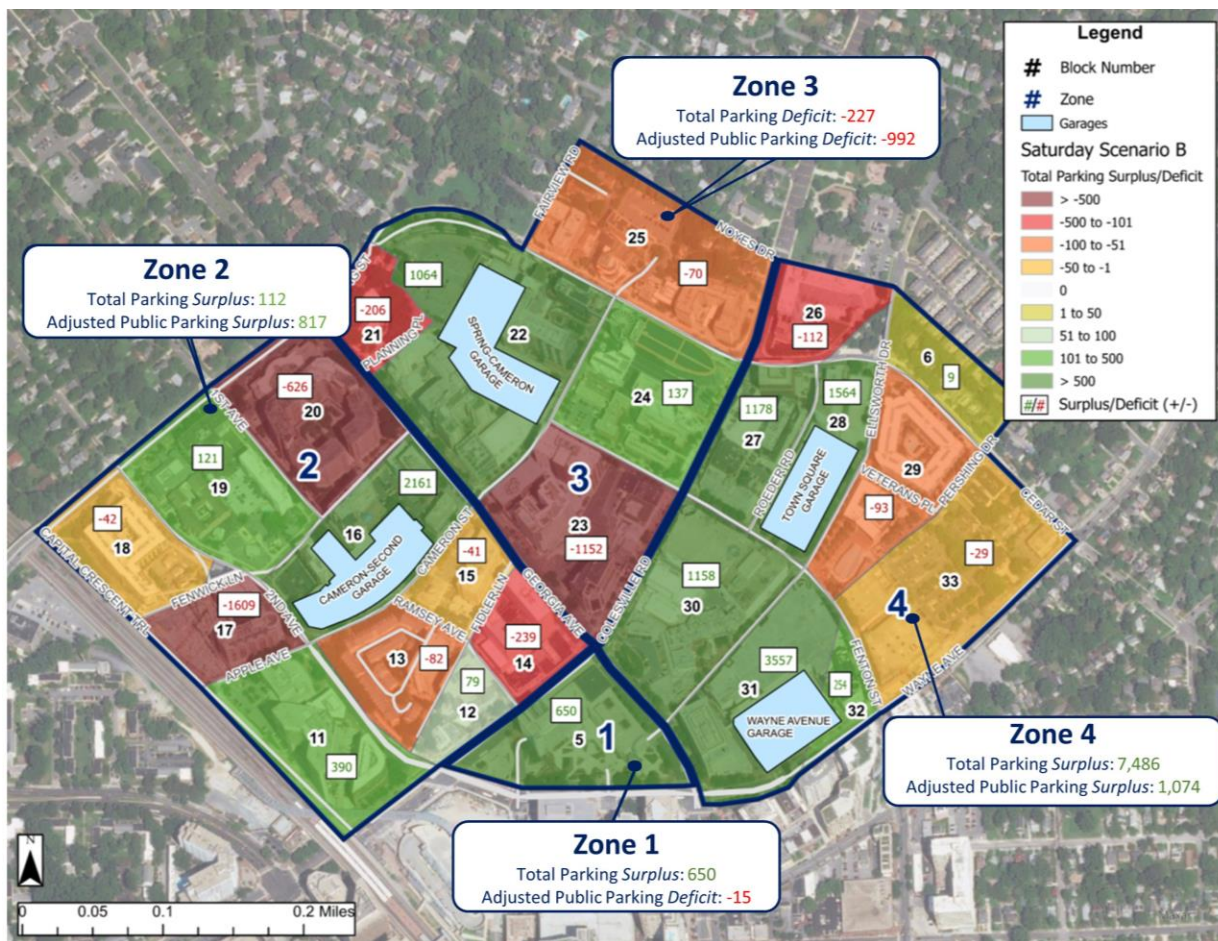 Legend
# Block Number
# Zone
Garages
Saturday Scenario B
Total Parking Surplus/Deficit
> -500
-500 to -101
-100 to -51
-50 to -1
0
1 to 50
51 to 100
101 to 500
> 500
#/# Surplus/Deficit (+/-)
Zone 3
Total Parking Deficit: -227
Adjusted Public Parking Deficit: -992
Zone 2
Total Parking Surplus: 112
Adjusted Public Parking Surplus: 817
FAIRVIEW RD
NOYES DR
25
-70
1064
-206
21
PLANNING PL
SPRING-CAMERON
GARAGE
22
26
-112
6
9
ELLSWORTH DR
1ST AVE
-626
20
2
24
137
1178
27
1564
28
ROEDER RD
TOWN SQUARE
GARAGE
29
VETERANS PL
PERSHING DR
-93
CEDAR ST
121
19
2161
16
CAMERON-SECOND
GARAGE
CAMERON ST
3
23
-1152
-42
18
CAPITAL CRESCENT TRL
FENWICK LN
2ND AVE
-1609
17
APPLE AVE
RAMSEY AVE
-41
15
FIDLER LN
GEORGIA AVE
COLESVILLE RD
-239
14
13
-82
79
12
11
390
1158
30
-29
33
4
FENTON ST
WAYNE AVE
3557
31
254
32
WAYNE AVENUE
GARAGE
650
5
1
Zone 4
Total Parking Surplus: 7,486
Adjusted Public Parking Surplus: 1,074
Zone 1
Total Parking Surplus: 650
Adjusted Public Parking Deficit: -15
N
0 0.05 0.1 0.2 Miles